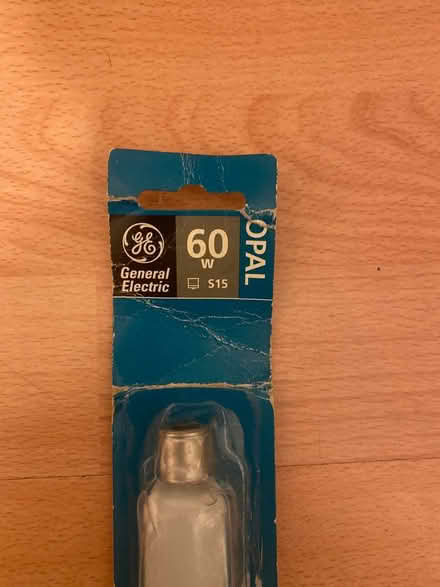 GE
General
Electric
60
W
S15
OPAL